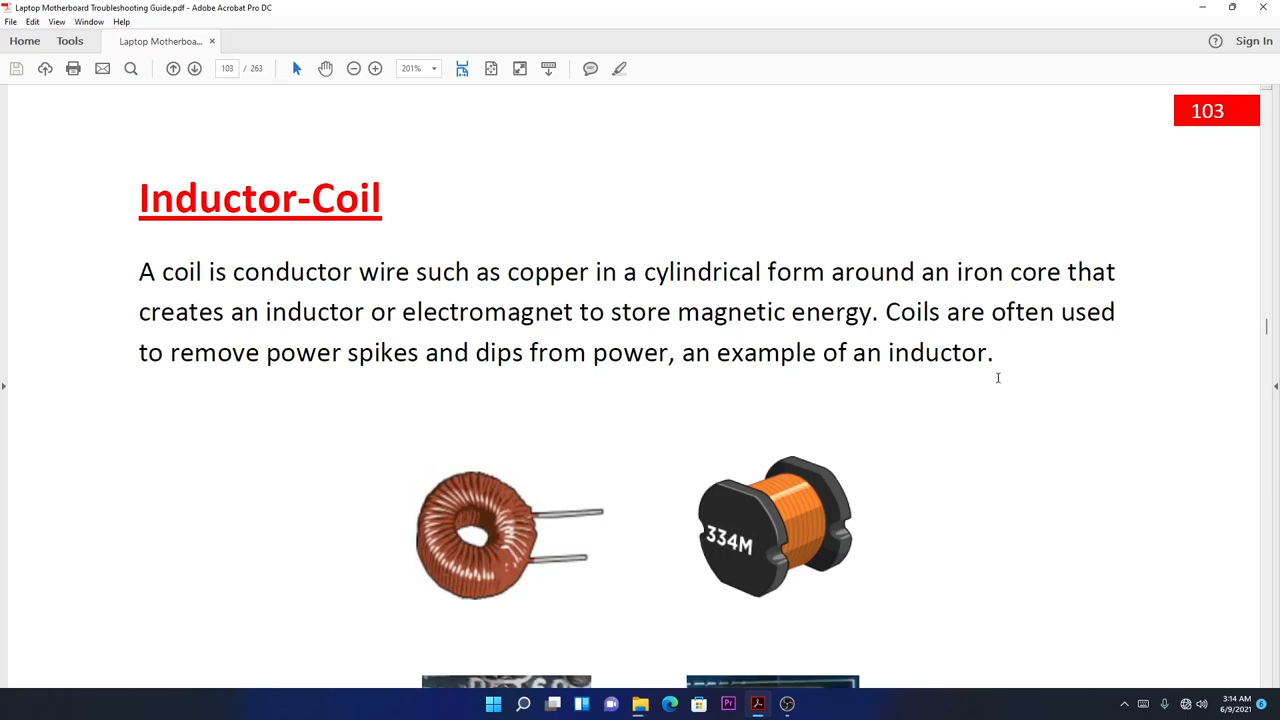 Laptop Motherboard Troubleshooting Guide.pdf - Adobe Acrobat Pro DC
File Edit View Window Help
Home Tools Laptop Motherboa... × Sign In
103 / 263 201%
103
Inductor-Coil
A coil is conductor wire such as copper in a cylindrical form around an iron core that
creates an inductor or electromagnet to store magnetic energy. Coils are often used
to remove power spikes and dips from power, an example of an inductor.
334M
3:14 AM
6/9/2021